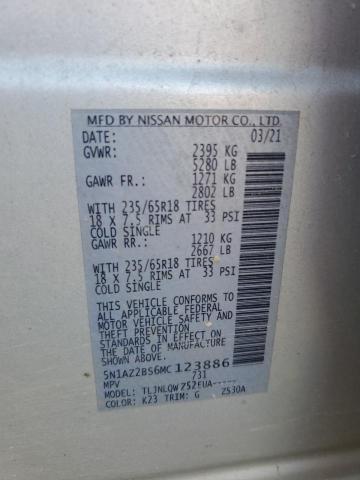 MFD BY NISSAN MOTOR CO., LTD.
DATE: 03/21
GVWR: 2395 KG
5280 LB
GAWR FR.: 1271 KG
2802 LB
WITH 235/65R18 TIRES
18 X 7.5 RIMS AT 33 PSI
COLD SINGLE
GAWR RR.: 1210 KG
2667 LB
WITH 235/65R18 TIRES
18 X 7.5 RIMS AT 33 PSI
COLD SINGLE
THIS VEHICLE CONFORMS TO
ALL APPLICABLE FEDERAL
MOTOR VEHICLE SAFETY AND
THEFT PREVENTION
STANDARDS IN EFFECT ON
THE DATE OF MANUFACTURE
SHOWN ABOVE.
5N1AZ2BS6MC123886
MPV 731
MODEL: TLJNLQW Z52EUA-----
COLOR: K23 TRIM: G Z530A